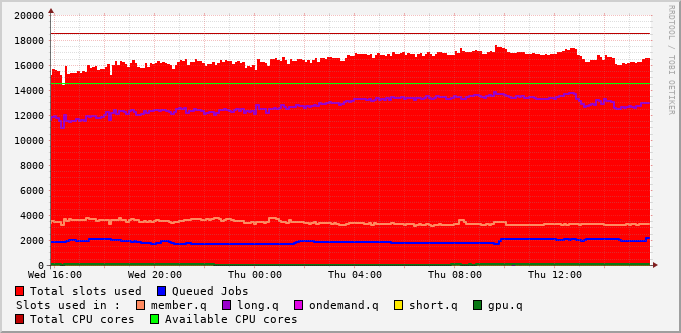 20000
18000
16000
14000
12000
10000
8000
6000
4000
2000
0
Wed 16:00 Wed 20:00 Thu 00:00 Thu 04:00 Thu 08:00 Thu 12:00
Total slots used Queued Jobs
Slots used in : member.q long.q ondemand.q short.q gpu.q
Total CPU cores Available CPU cores
RRDTOOL / TOBI OETIKER